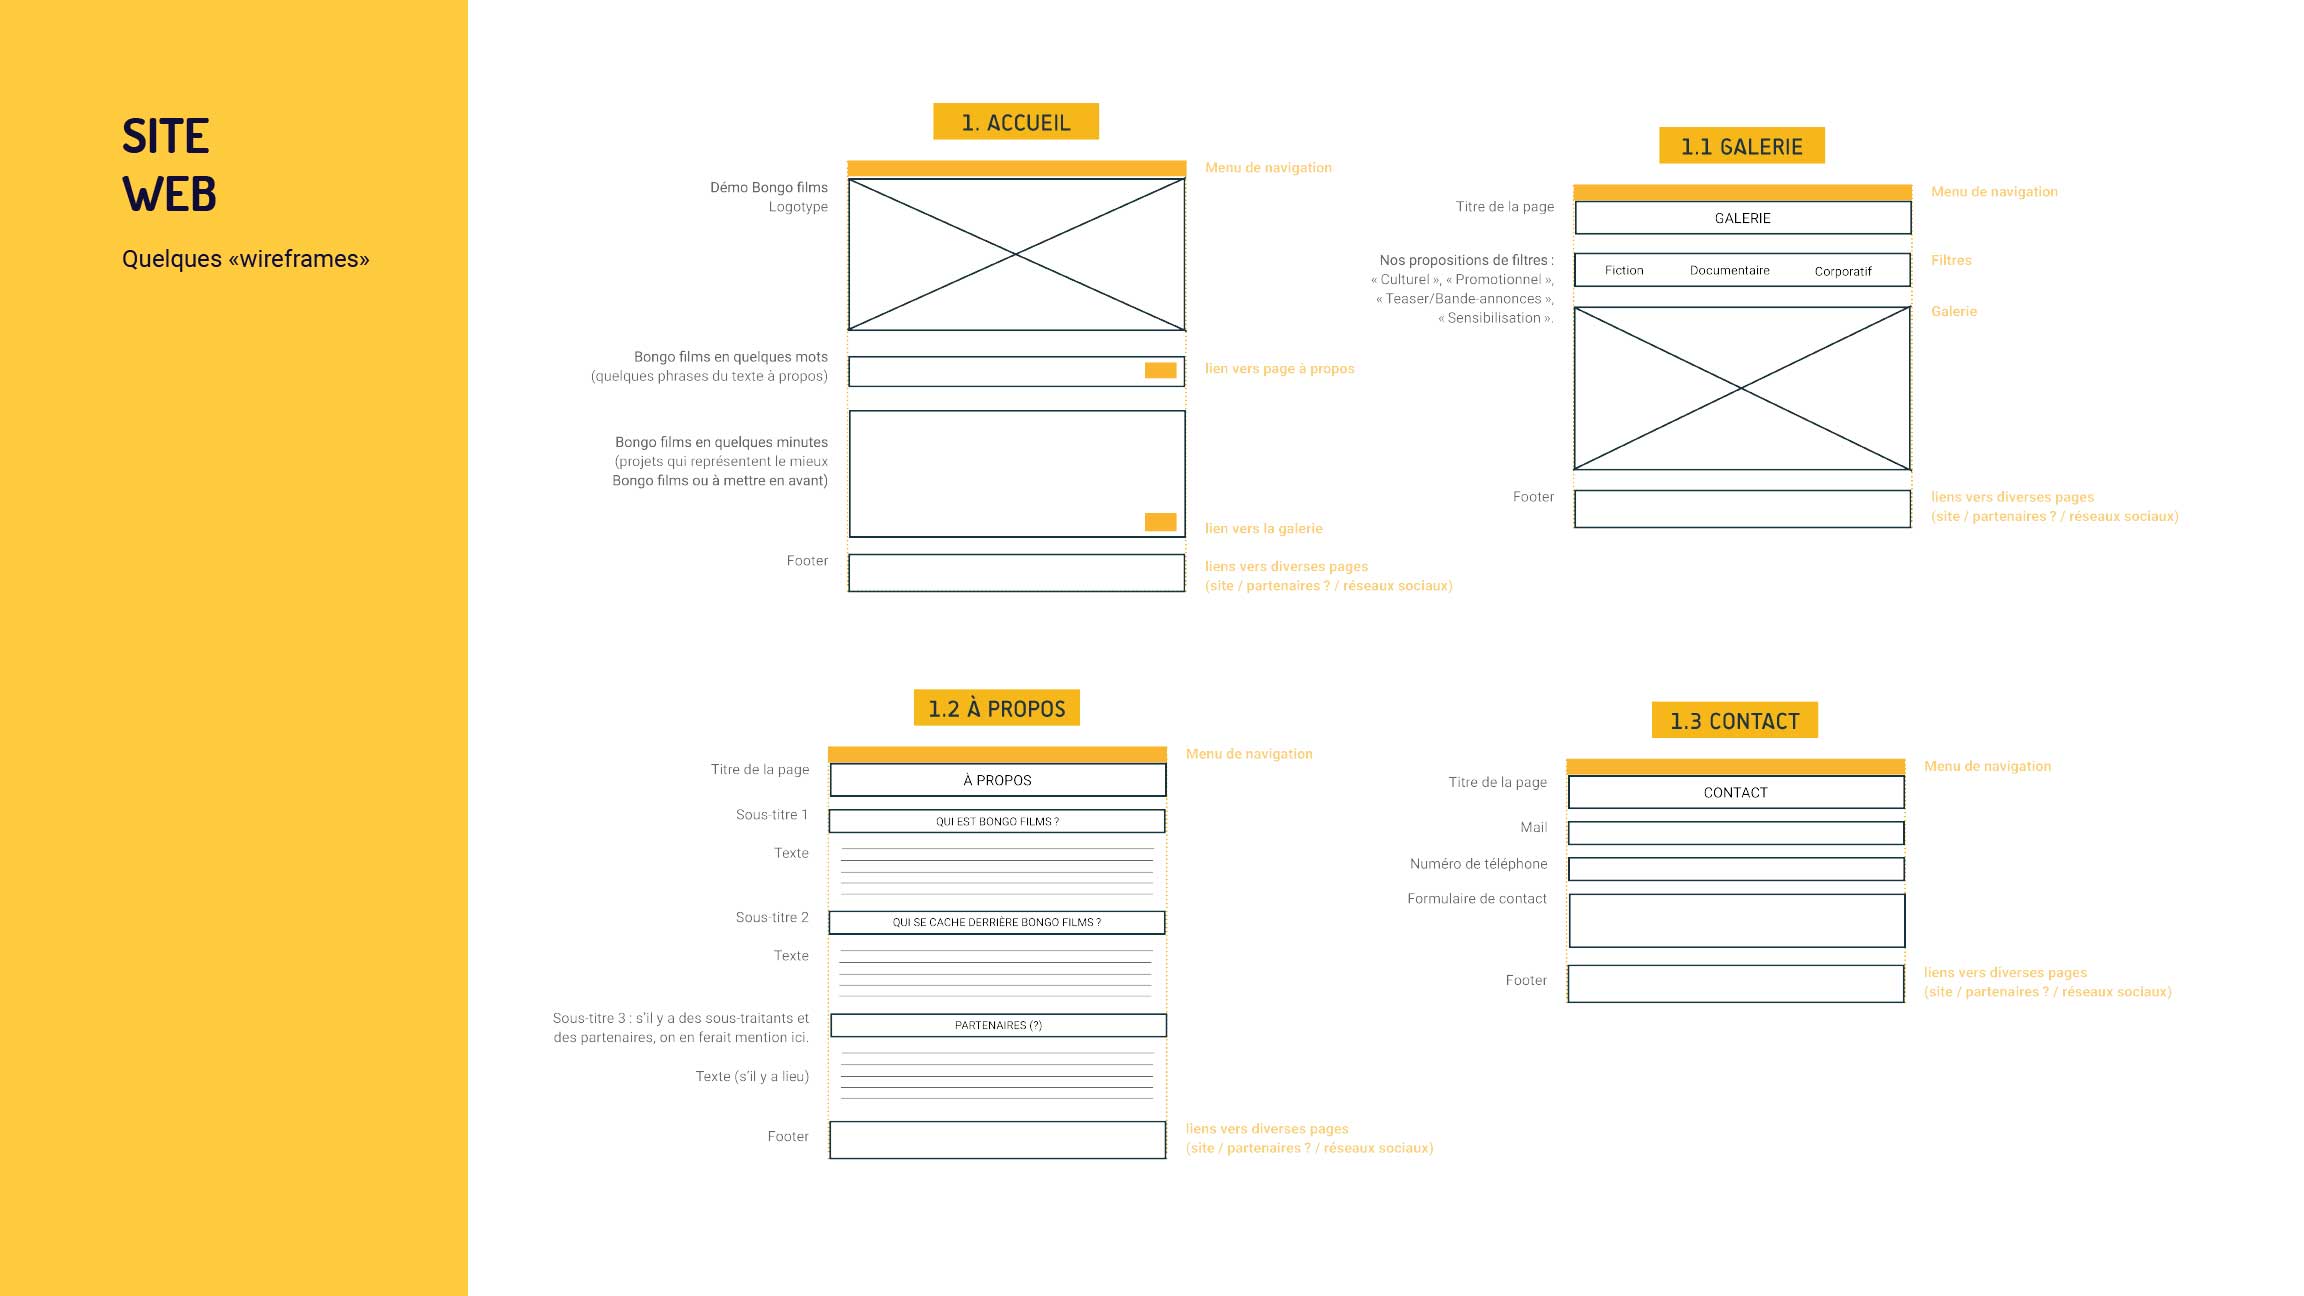 SITE
WEB
Quelques «wireframes»
1. ACCUEIL
Menu de navigation
Démo Bongo films
Logotype
Bongo films en quelques mots
(quelques phrases du texte à propos)
lien vers page à propos
Bongo films en quelques minutes
(projets qui représentent le mieux
Bongo films ou à mettre en avant)
lien vers la galerie
Footer
liens vers diverses pages
(site / partenaires ? / réseaux sociaux)
1.1 GALERIE
Menu de navigation
Titre de la page
GALERIE
Nos propositions de filtres :
« Culturel », « Promotionnel »,
« Teaser/Bande-annonces »,
« Sensibilisation ».
Fiction Documentaire Corporatif
Filtres
Galerie
Footer
liens vers diverses pages
(site / partenaires ? / réseaux sociaux)
1.2 À PROPOS
Menu de navigation
Titre de la page
À PROPOS
Sous-titre 1
QUI EST BONGO FILMS ?
Texte
Sous-titre 2
QUI SE CACHE DERRIÈRE BONGO FILMS ?
Texte
Sous-titre 3 : s'il y a des sous-traitants et
des partenaires, on en ferait mention ici.
PARTENAIRES (?)
Texte (s'il y a lieu)
Footer
liens vers diverses pages
(site / partenaires ? / réseaux sociaux)
1.3 CONTACT
Menu de navigation
Titre de la page
CONTACT
Mail
Numéro de téléphone
Formulaire de contact
Footer
liens vers diverses pages
(site / partenaires ? / réseaux sociaux)